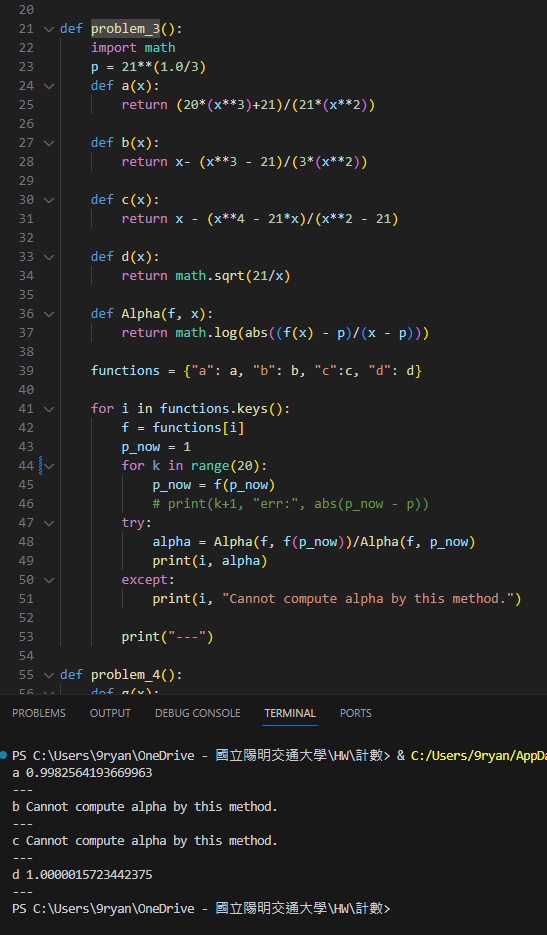 20
21 def problem_3():
22     import math
23     p = 21**(1.0/3)
24     def a(x):
25         return (20*(x**3)+21)/(21*(x**2))
26
27     def b(x):
28         return x- (x**3 - 21)/(3*(x**2))
29
30     def c(x):
31         return x - (x**4 - 21*x)/(x**2 - 21)
32
33     def d(x):
34         return math.sqrt(21/x)
35
36     def Alpha(f, x):
37         return math.log(abs((f(x) - p)/(x - p)))
38
39     functions = {"a": a, "b": b, "c":c, "d": d}
40
41     for i in functions.keys():
42         f = functions[i]
43         p_now = 1
44         for k in range(20):
45             p_now = f(p_now)
46             # print(k+1, "err:", abs(p_now - p))
47         try:
48             alpha = Alpha(f, f(p_now))/Alpha(f, p_now)
49             print(i, alpha)
50         except:
51             print(i, "Cannot compute alpha by this method.")
52
53         print("---")
54
55 def problem_4():
56     def g(x):
PROBLEMS OUTPUT DEBUG CONSOLE TERMINAL PORTS
PS C:\Users\9ryan\OneDrive - 國立陽明交通大學\HW\計數> & C:/Users/9ryan/AppDa
a 0.9982564193669963
---
b Cannot compute alpha by this method.
---
c Cannot compute alpha by this method.
---
d 1.0000015723442375
---
PS C:\Users\9ryan\OneDrive - 國立陽明交通大學\HW\計數>